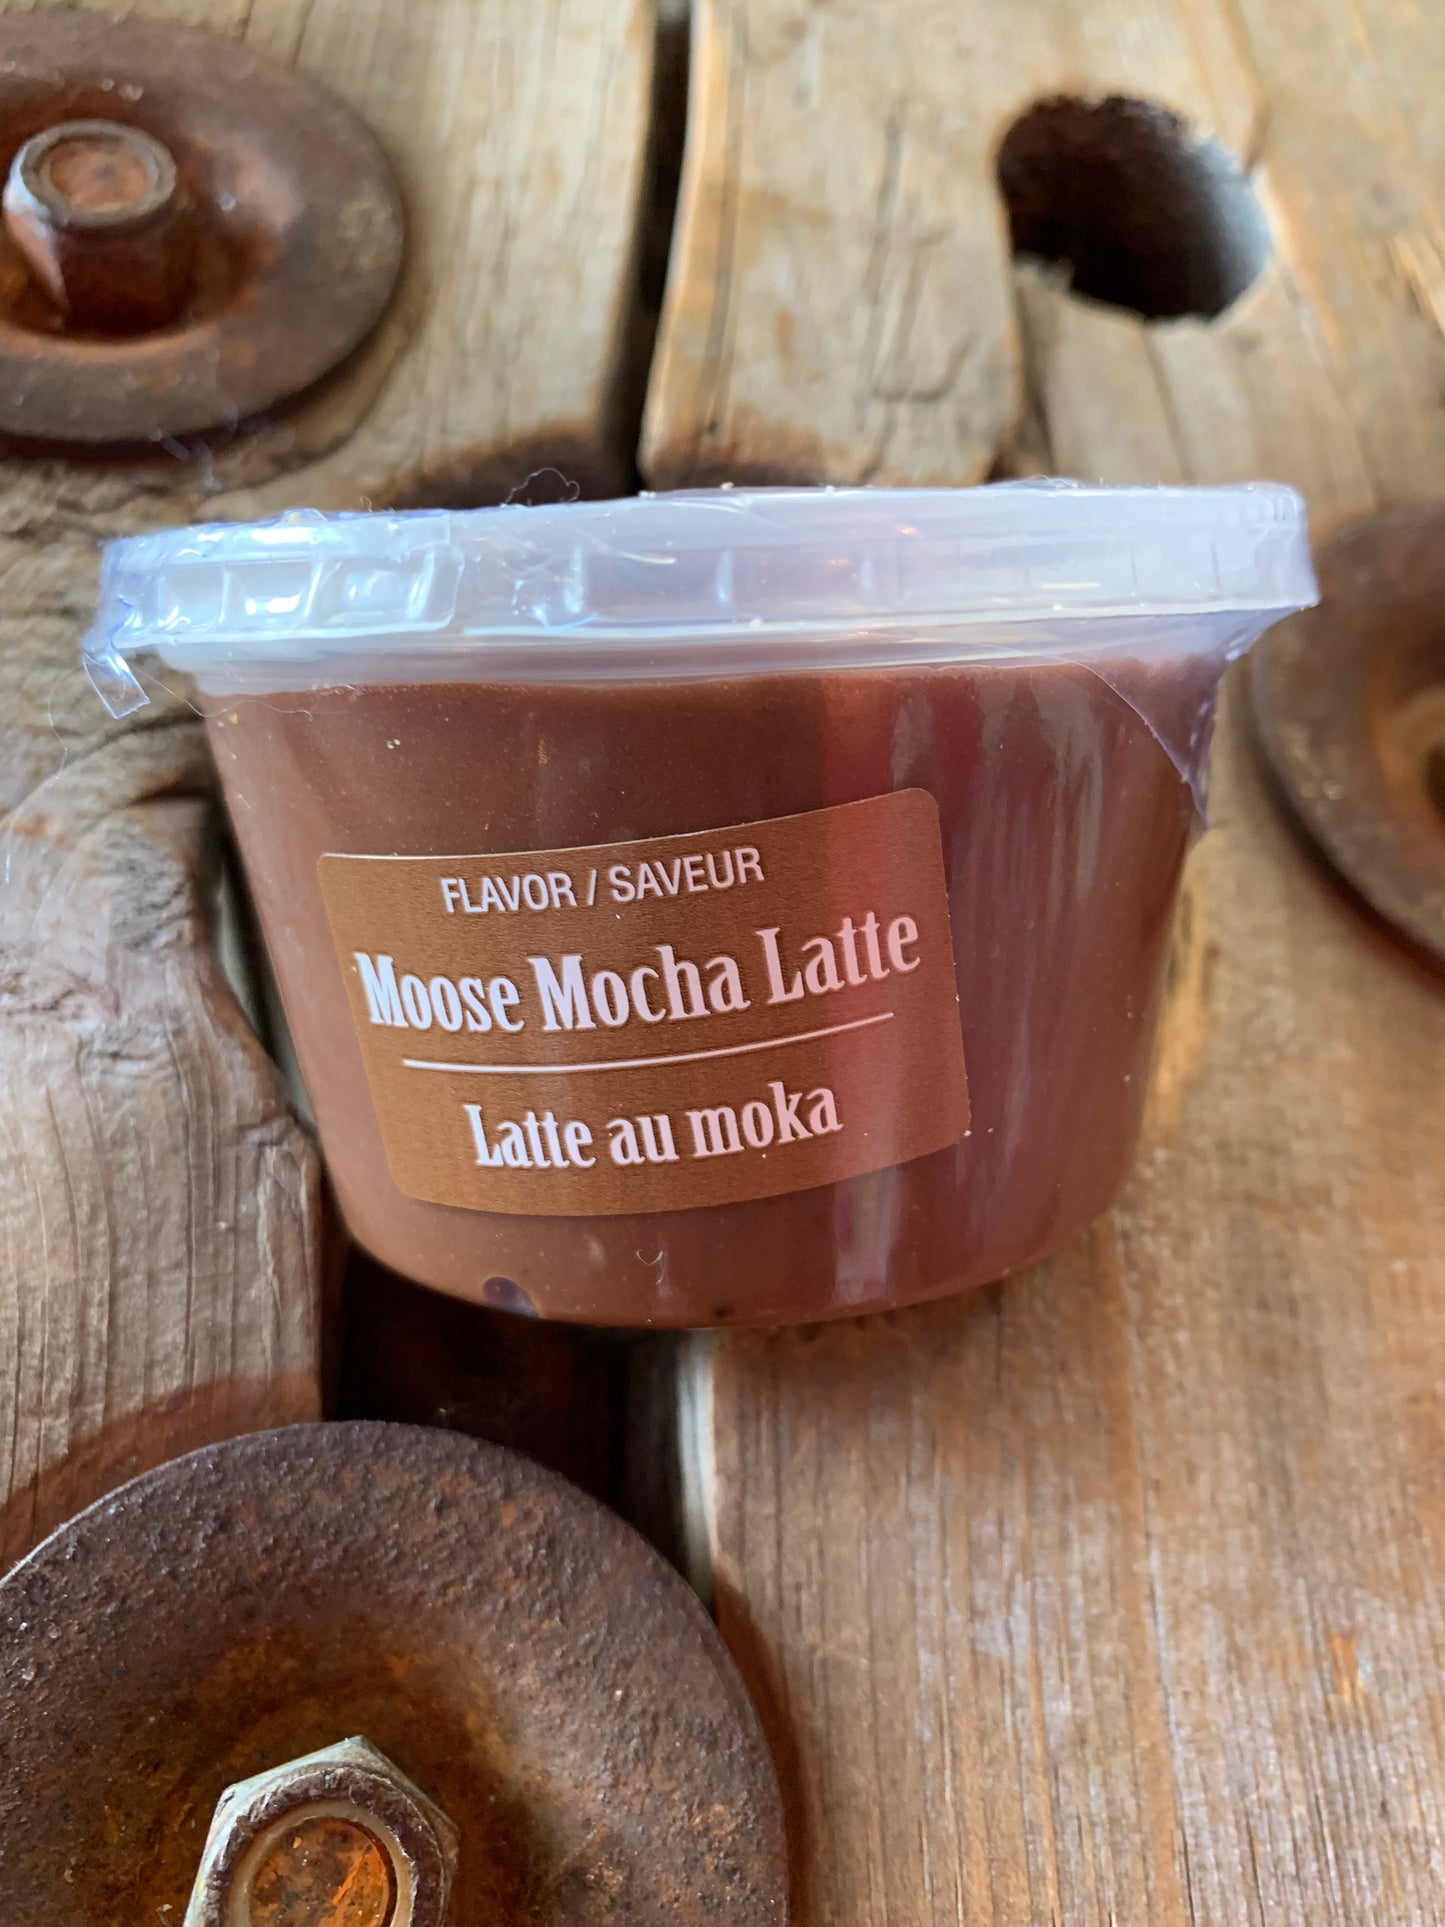 FLAVOR / SAVEUR
Moose Mocha Latte
Latte au moka